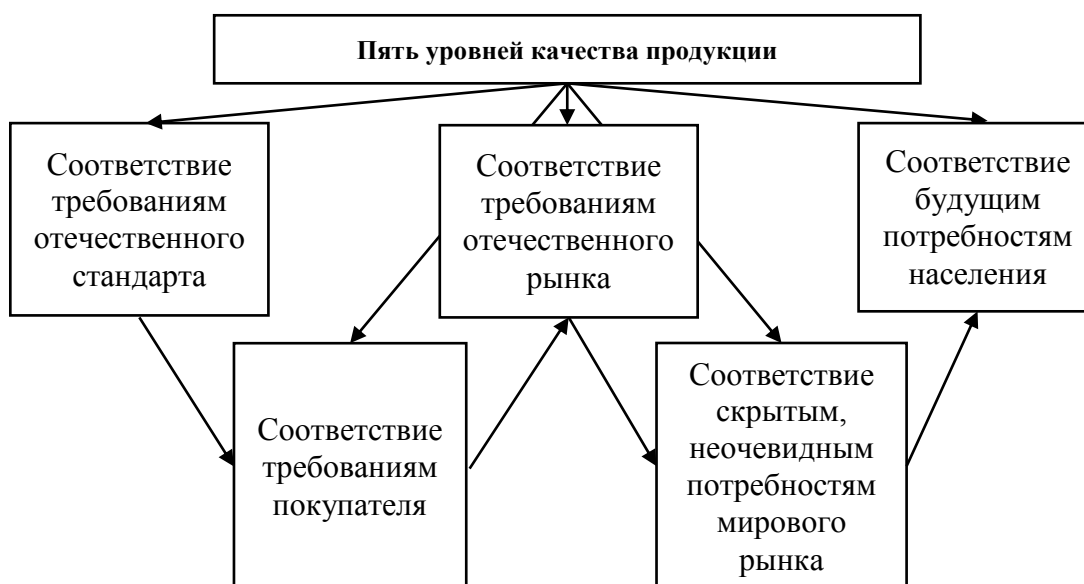 Пять уровней качества продукции
Соответствие
требованиям
отечественного
стандарта
Соответствие
требованиям
отечественного
рынка
Соответствие
будущим
потребностям
населения
Соответствие
требованиям
покупателя
Соответствие
скрытым,
неочевидным
потребностям
мирового
рынка